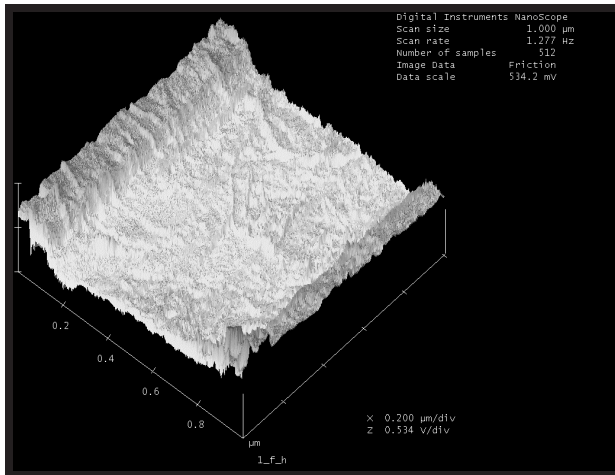 Digital Instruments NanoScope
Scan size 1.000 µm
Scan rate 1.277 Hz
Number of samples 512
Image Data Friction
Data scale 534.2 mV
0.2
0.4
0.6
0.8
µm
X 0.200 µm/div
Z 0.534 V/div
l_f_h